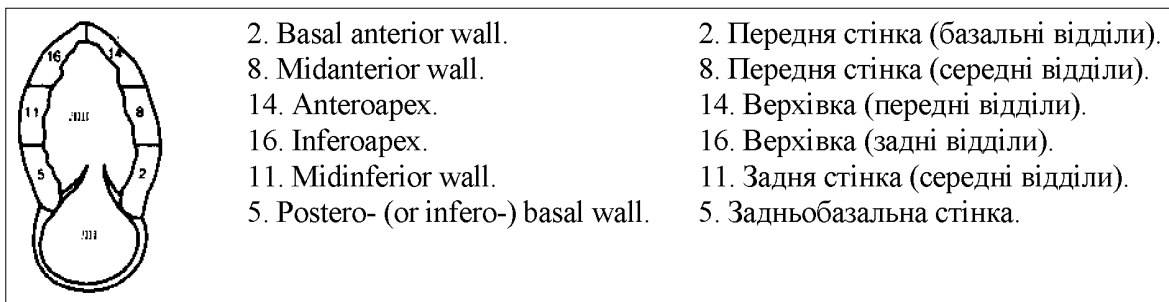 16
14
11
8
5
2
2. Basal anterior wall.
8. Midanterior wall.
14. Anteroapex.
16. Inferoapex.
11. Midinferior wall.
5. Postero- (or infero-) basal wall.
2. Передня стінка (базальні відділи).
8. Передня стінка (середні відділи).
14. Верхівка (передні відділи).
16. Верхівка (задні відділи).
11. Задня стінка (середні відділи).
5. Задньобазальна стінка.